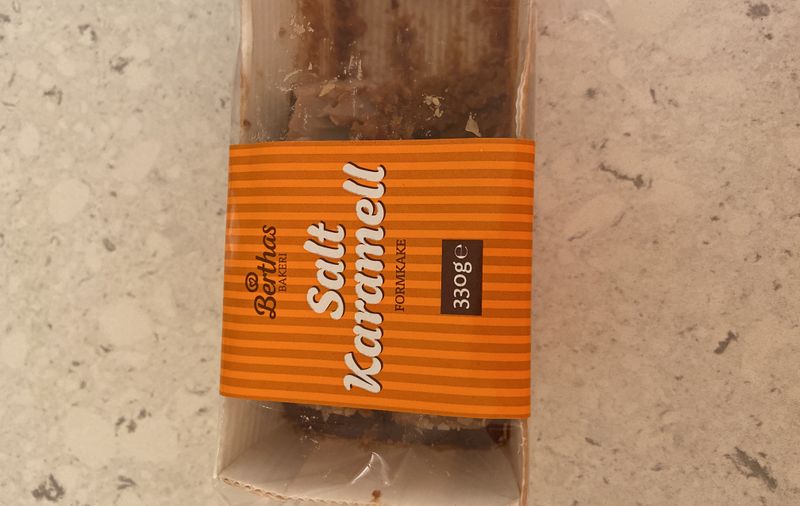 Berthas
BAKERI
Salt
Karamell
FORMKAKE
330g℮